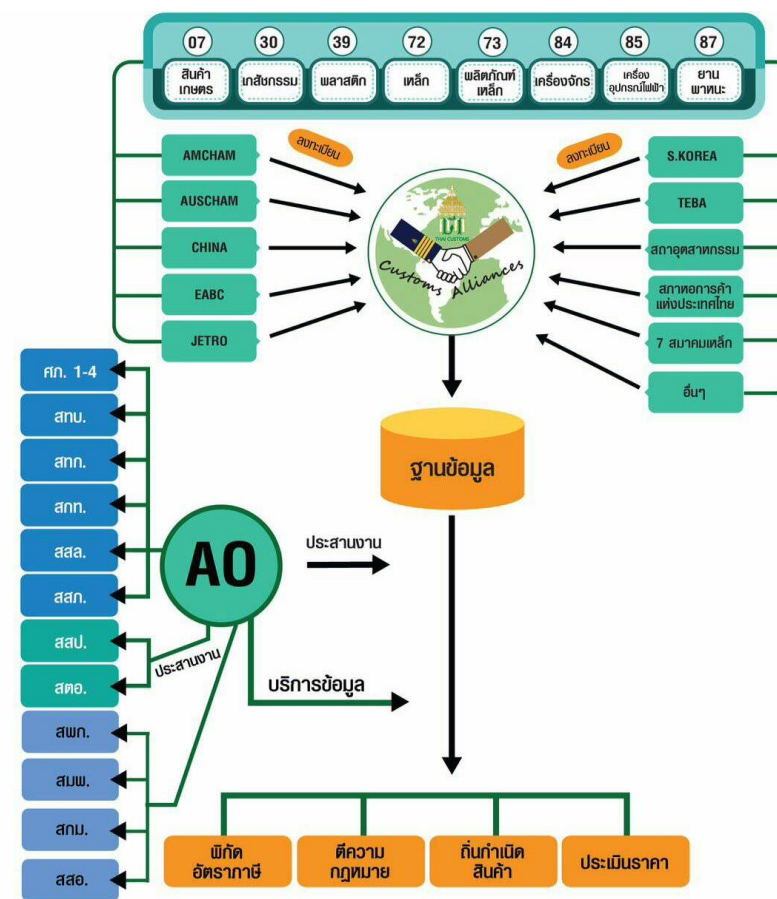 07
30
39
72
73
84
85
87
สินค้า
เกษตร
เภสัชกรรม
พลาสติก
เหล็ก
ผลิตภัณฑ์
เหล็ก
เครื่องจักร
เครื่อง
อุปกรณ์ไฟฟ้า
ยาน
พาหนะ
AMCHAM
AUSCHAM
CHINA
EABC
JETRO
ลงทะเบียน
THAI CUSTOMS
Customs Alliances
ลงทะเบียน
S.KOREA
TEBA
สภาอุตสาหกรรม
สภาหอการค้า
แห่งประเทศไทย
7 สมาคมเหล็ก
อื่นๆ
ฐานข้อมูล
ศภ. 1-4
สทบ.
สทก.
สกท.
สสล.
สสภ.
สสป.
สตอ.
สพก.
สมพ.
สกม.
สสอ.
AO
ประสานงาน
ประสานงาน
บริการข้อมูล
พิกัด
อัตราภาษี
ตีความ
กฎหมาย
ถิ่นกำเนิด
สินค้า
ประเมินราคา